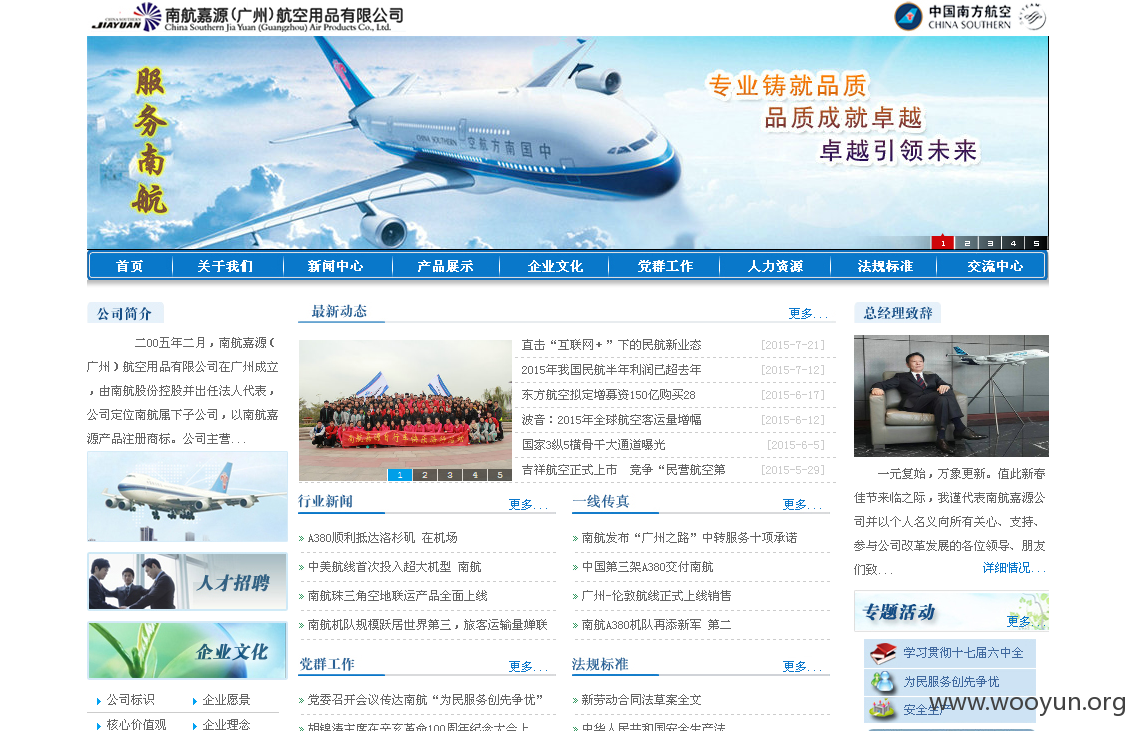 JIAYUAN 南航嘉源(广州)航空用品有限公司
China Southern Jia Yuan (Guangzhou) Air Products Co., Ltd.
中国南方航空
CHINA SOUTHERN
服务南航
专业铸就品质
品质成就卓越
卓越引领未来
CHINA SOUTHERN 中国南方航空
1 2 3 4 5
首页 关于我们 新闻中心 产品展示 企业文化 党群工作 人力资源 法规标准 交流中心
公司简介
二00五年二月，南航嘉源（
广州）航空用品有限公司在广州成立
，由南航股份控股并出任法人代表，
公司定位南航属下子公司，以南航嘉
源产品注册商标。公司主营...
人才招聘
企业文化
公司标识 企业愿景
核心价值观 企业理念
最新动态 更多...
直击“互联网＋”下的民航新业态 [2015-7-21]
2015年我国民航半年利润已超去年 [2015-7-12]
东方航空拟定增募资150亿购买28 [2015-6-17]
波音：2015年全球航空客运量增幅 [2015-6-12]
国家3纵5横骨干大通道曝光 [2015-6-5]
吉祥航空正式上市　竞争“民营航空第 [2015-5-29]
1 2 3 4 5
行业新闻 更多...
» A380顺利抵达洛杉矶 在机场
» 中美航线首次投入超大机型 南航
» 南航珠三角空地联运产品全面上线
» 南航机队规模跃居世界第三，旅客运输量蝉联
一线传真 更多...
» 南航发布“广州之路”中转服务十项承诺
» 中国第三架A380交付南航
» 广州-伦敦航线正式上线销售
» 南航A380机队再添新军 第二
党群工作 更多...
» 党委召开会议传达南航“为民服务创先争优”
» 胡锦涛主席在辛亥革命100周年纪念大会上
法规标准 更多...
» 新劳动合同法草案全文
» 中华人民共和国安全生产法
总经理致辞
一元复始，万象更新。值此新春
佳节来临之际，我谨代表南航嘉源公
司并以个人名义向所有关心、支持、
参与公司改革发展的各位领导、朋友
们致... 详细情况...
专题活动 更多
学习贯彻十七届六中全
为民服务创先争优
安全生产
www.wooyun.org